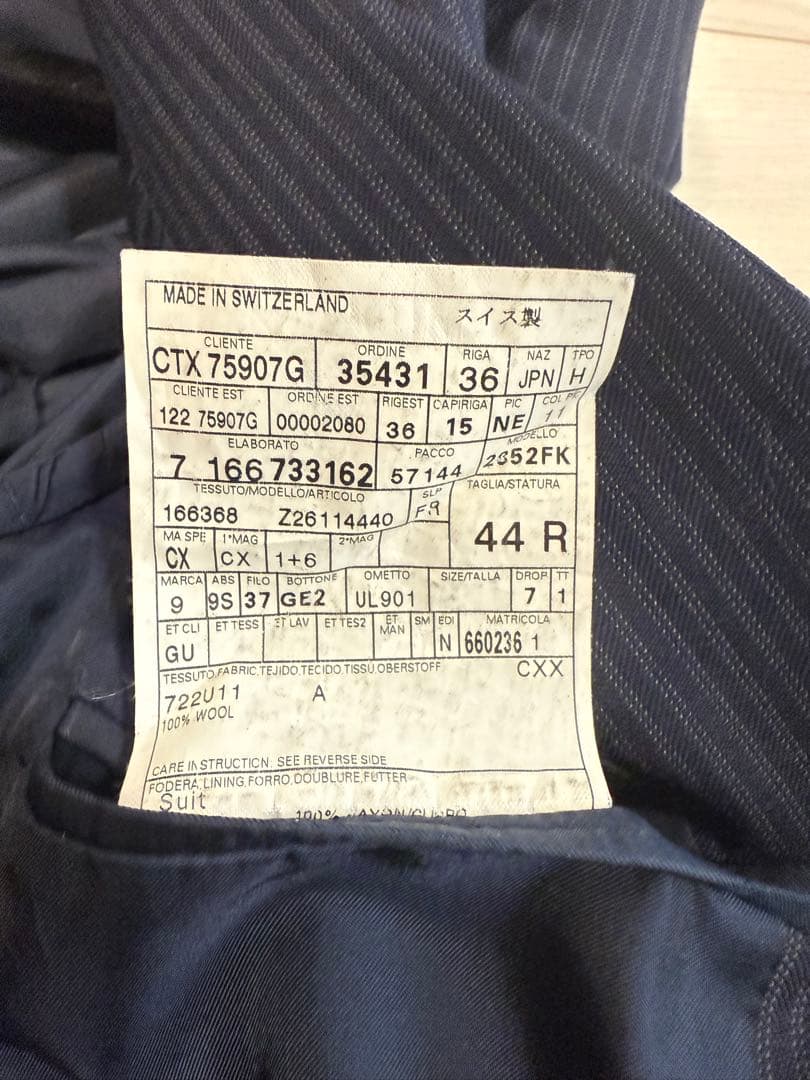 MADE IN SWITZERLAND スイス製
CLIENTE ORDINE RIGA NAZ TPO
CTX 75907G 35431 36 JPN H
CLIENTE EST ORDINE EST RIGEST CAPIRIGA PIC
122 75907G 00002080 36 15 NE 11
ELABORATO PACCO MODELLO
7 166 733162 57144 2352FK
TESSUTO/MODELLO/ARTICOLO SLP TAGLIA/STATURA
166368 Z26114440 44 R
MA SPE 1°MAG 2°MAG
CX CX 1+6
MARCA ABS FILO BOTTONE OMETTO SIZE/TALLA DROP TT
9 9S 37 GE2 UL901 7 1
ET CLI ET TESS ET LAV ET TES2 ET MAN SM EDI MATRICOLA
GU N 660236 1
TESSUTO,FABRIC,TEJIDO,TECIDO,TISSU,OBERSTOFF CXX
722U11 A
100% WOOL
CARE INSTRUCTION: SEE REVERSE SIDE
FODERA,LINING,FORRO,DOUBLURE,FUTTER
Suit 100%